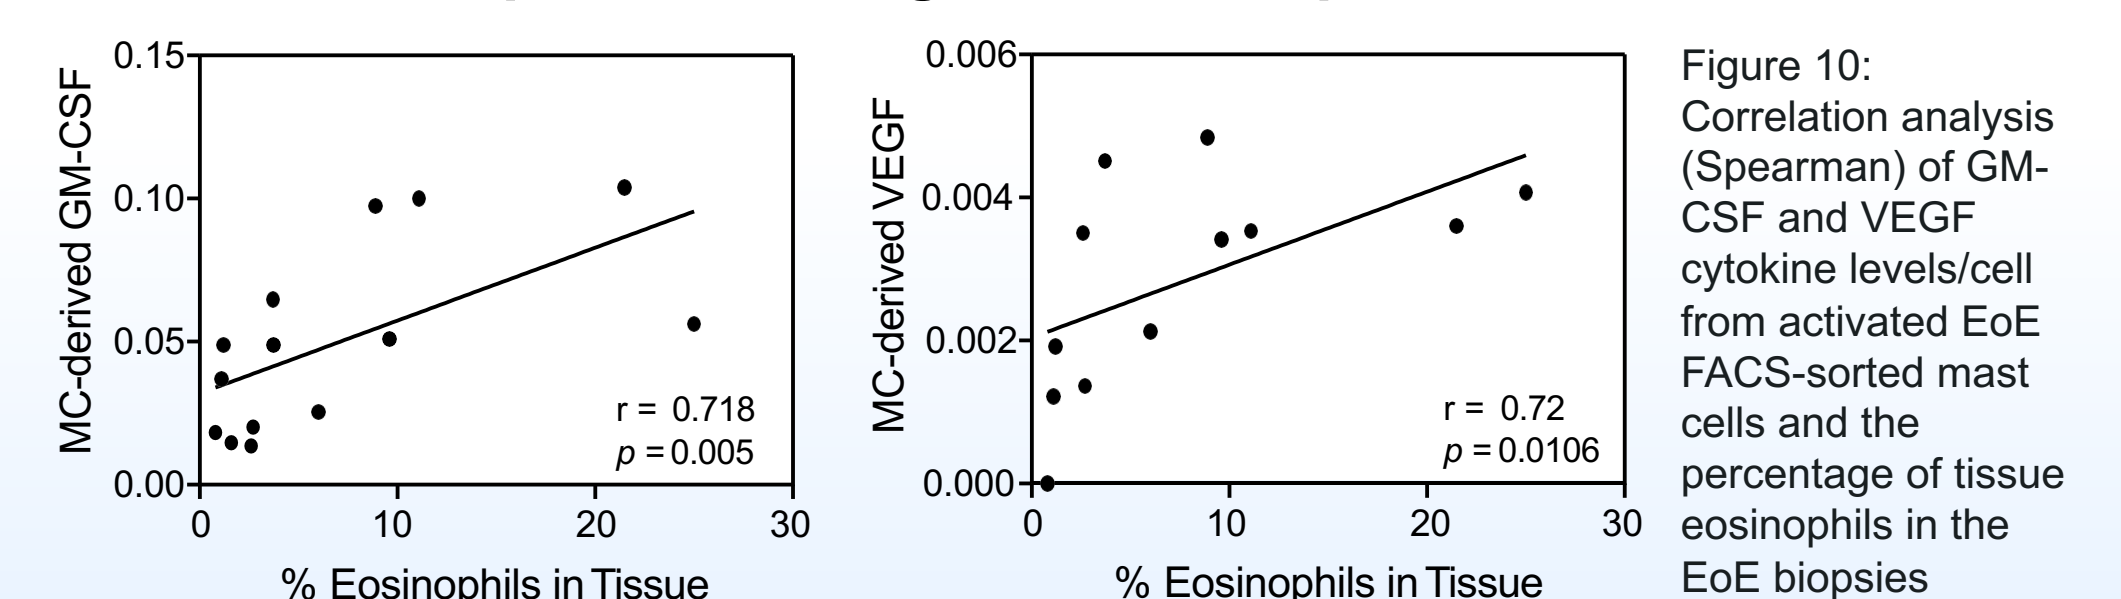 0.15
0.10
0.05
0.00
MC-derived GM-CSF
0
10
20
30
% Eosinophils in Tissue
r = 0.718
p = 0.005
0.006
0.004
0.002
0.000
MC-derived VEGF
0
10
20
30
% Eosinophils in Tissue
r = 0.72
p = 0.0106
Figure 10:
Correlation analysis
(Spearman) of GM-
CSF and VEGF
cytokine levels/cell
from activated EoE
FACS-sorted mast
cells and the
percentage of tissue
eosinophils in the
EoE biopsies